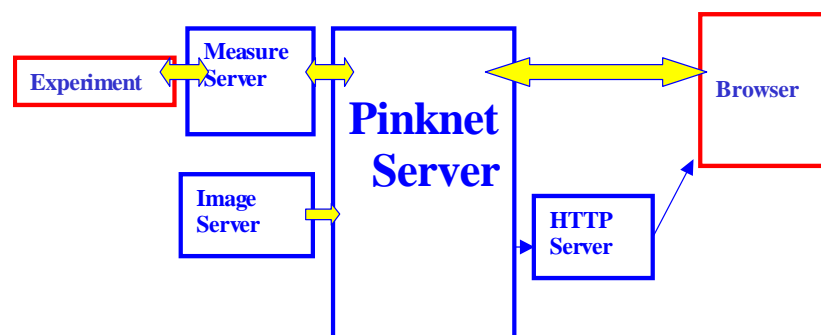 Experiment
Measure
Server
Pinknet
Server
Browser
Image
Server
HTTP
Server